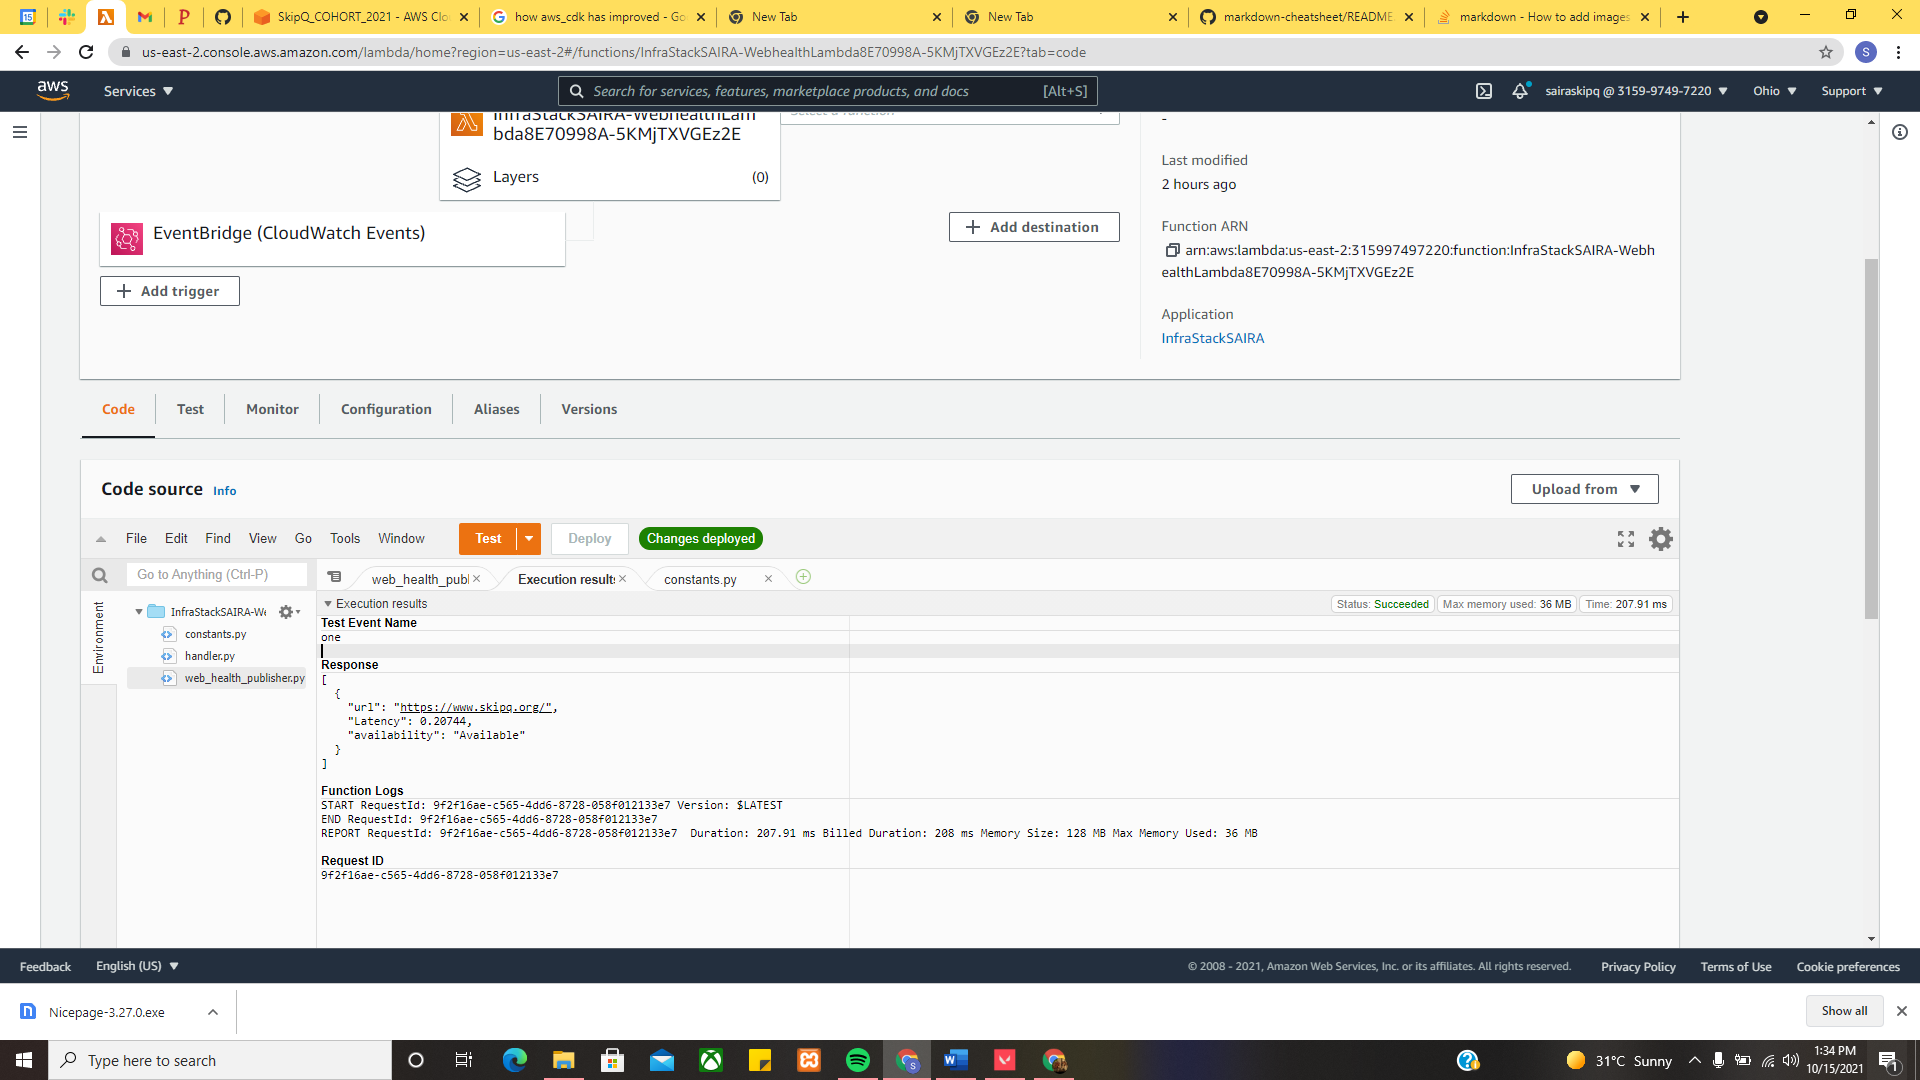 SkipQ_COHORT_2021 - AWS Clo
how aws_cdk has improved - Go
New Tab
New Tab
markdown-cheatsheet/README
markdown - How to add images
us-east-2.console.aws.amazon.com/lambda/home?region=us-east-2#/functions/InfraStackSAIRA-WebhealthLambda8E70998A-5KMjTXVGEz2E?tab=code
S
aws
Services
Search for services, features, marketplace products, and docs
[Alt+S]
sairaskipq @ 3159-9749-7220
Ohio
Support
InfraStackSAIRA-WebhealthLam
bda8E70998A-5KMjTXVGEz2E
Select a function
Layers
(0)
EventBridge (CloudWatch Events)
Add trigger
Add destination
-
Last modified
2 hours ago
Function ARN
arn:aws:lambda:us-east-2:315997497220:function:InfraStackSAIRA-Webh
ealthLambda8E70998A-5KMjTXVGEz2E
Application
InfraStackSAIRA
Code
Test
Monitor
Configuration
Aliases
Versions
Code source Info
Upload from
File Edit Find View Go Tools Window
Test
Deploy
Changes deployed
Go to Anything (Ctrl-P)
web_health_publ
Execution result
constants.py
Environment
InfraStackSAIRA-We
constants.py
handler.py
web_health_publisher.py
Execution results
Status: Succeeded
Max memory used: 36 MB
Time: 207.91 ms
Test Event Name
one
Response
[
{
"url": "https://www.skipq.org/",
"Latency": 0.20744,
"availability": "Available"
}
]
Function Logs
START RequestId: 9f2f16ae-c565-4dd6-8728-058f012133e7 Version: $LATEST
END RequestId: 9f2f16ae-c565-4dd6-8728-058f012133e7
REPORT RequestId: 9f2f16ae-c565-4dd6-8728-058f012133e7 Duration: 207.91 ms Billed Duration: 208 ms Memory Size: 128 MB Max Memory Used: 36 MB
Request ID
9f2f16ae-c565-4dd6-8728-058f012133e7
Feedback
English (US)
© 2008 - 2021, Amazon Web Services, Inc. or its affiliates. All rights reserved.
Privacy Policy
Terms of Use
Cookie preferences
Nicepage-3.27.0.exe
Show all
Type here to search
31°C Sunny
1:34 PM
10/15/2021
1